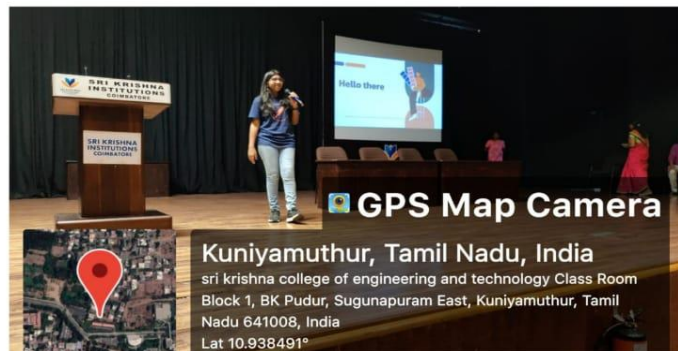 SRI KRISHNA
INSTITUTIONS
COIMBATORE
SRI KRISHNA
INSTITUTIONS
COIMBATORE
Hello there
GPS Map Camera
Kuniyamuthur, Tamil Nadu, India
sri krishna college of engineering and technology Class Room
Block 1, BK Pudur, Sugunapuram East, Kuniyamuthur, Tamil
Nadu 641008, India
Lat 10.938491°